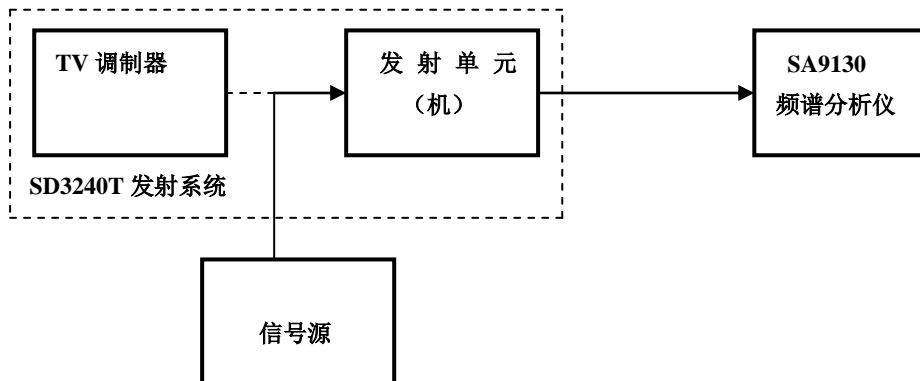 TV 调制器
发 射 单 元
（机）
SA9130
频谱分析仪
SD3240T 发射系统
信号源